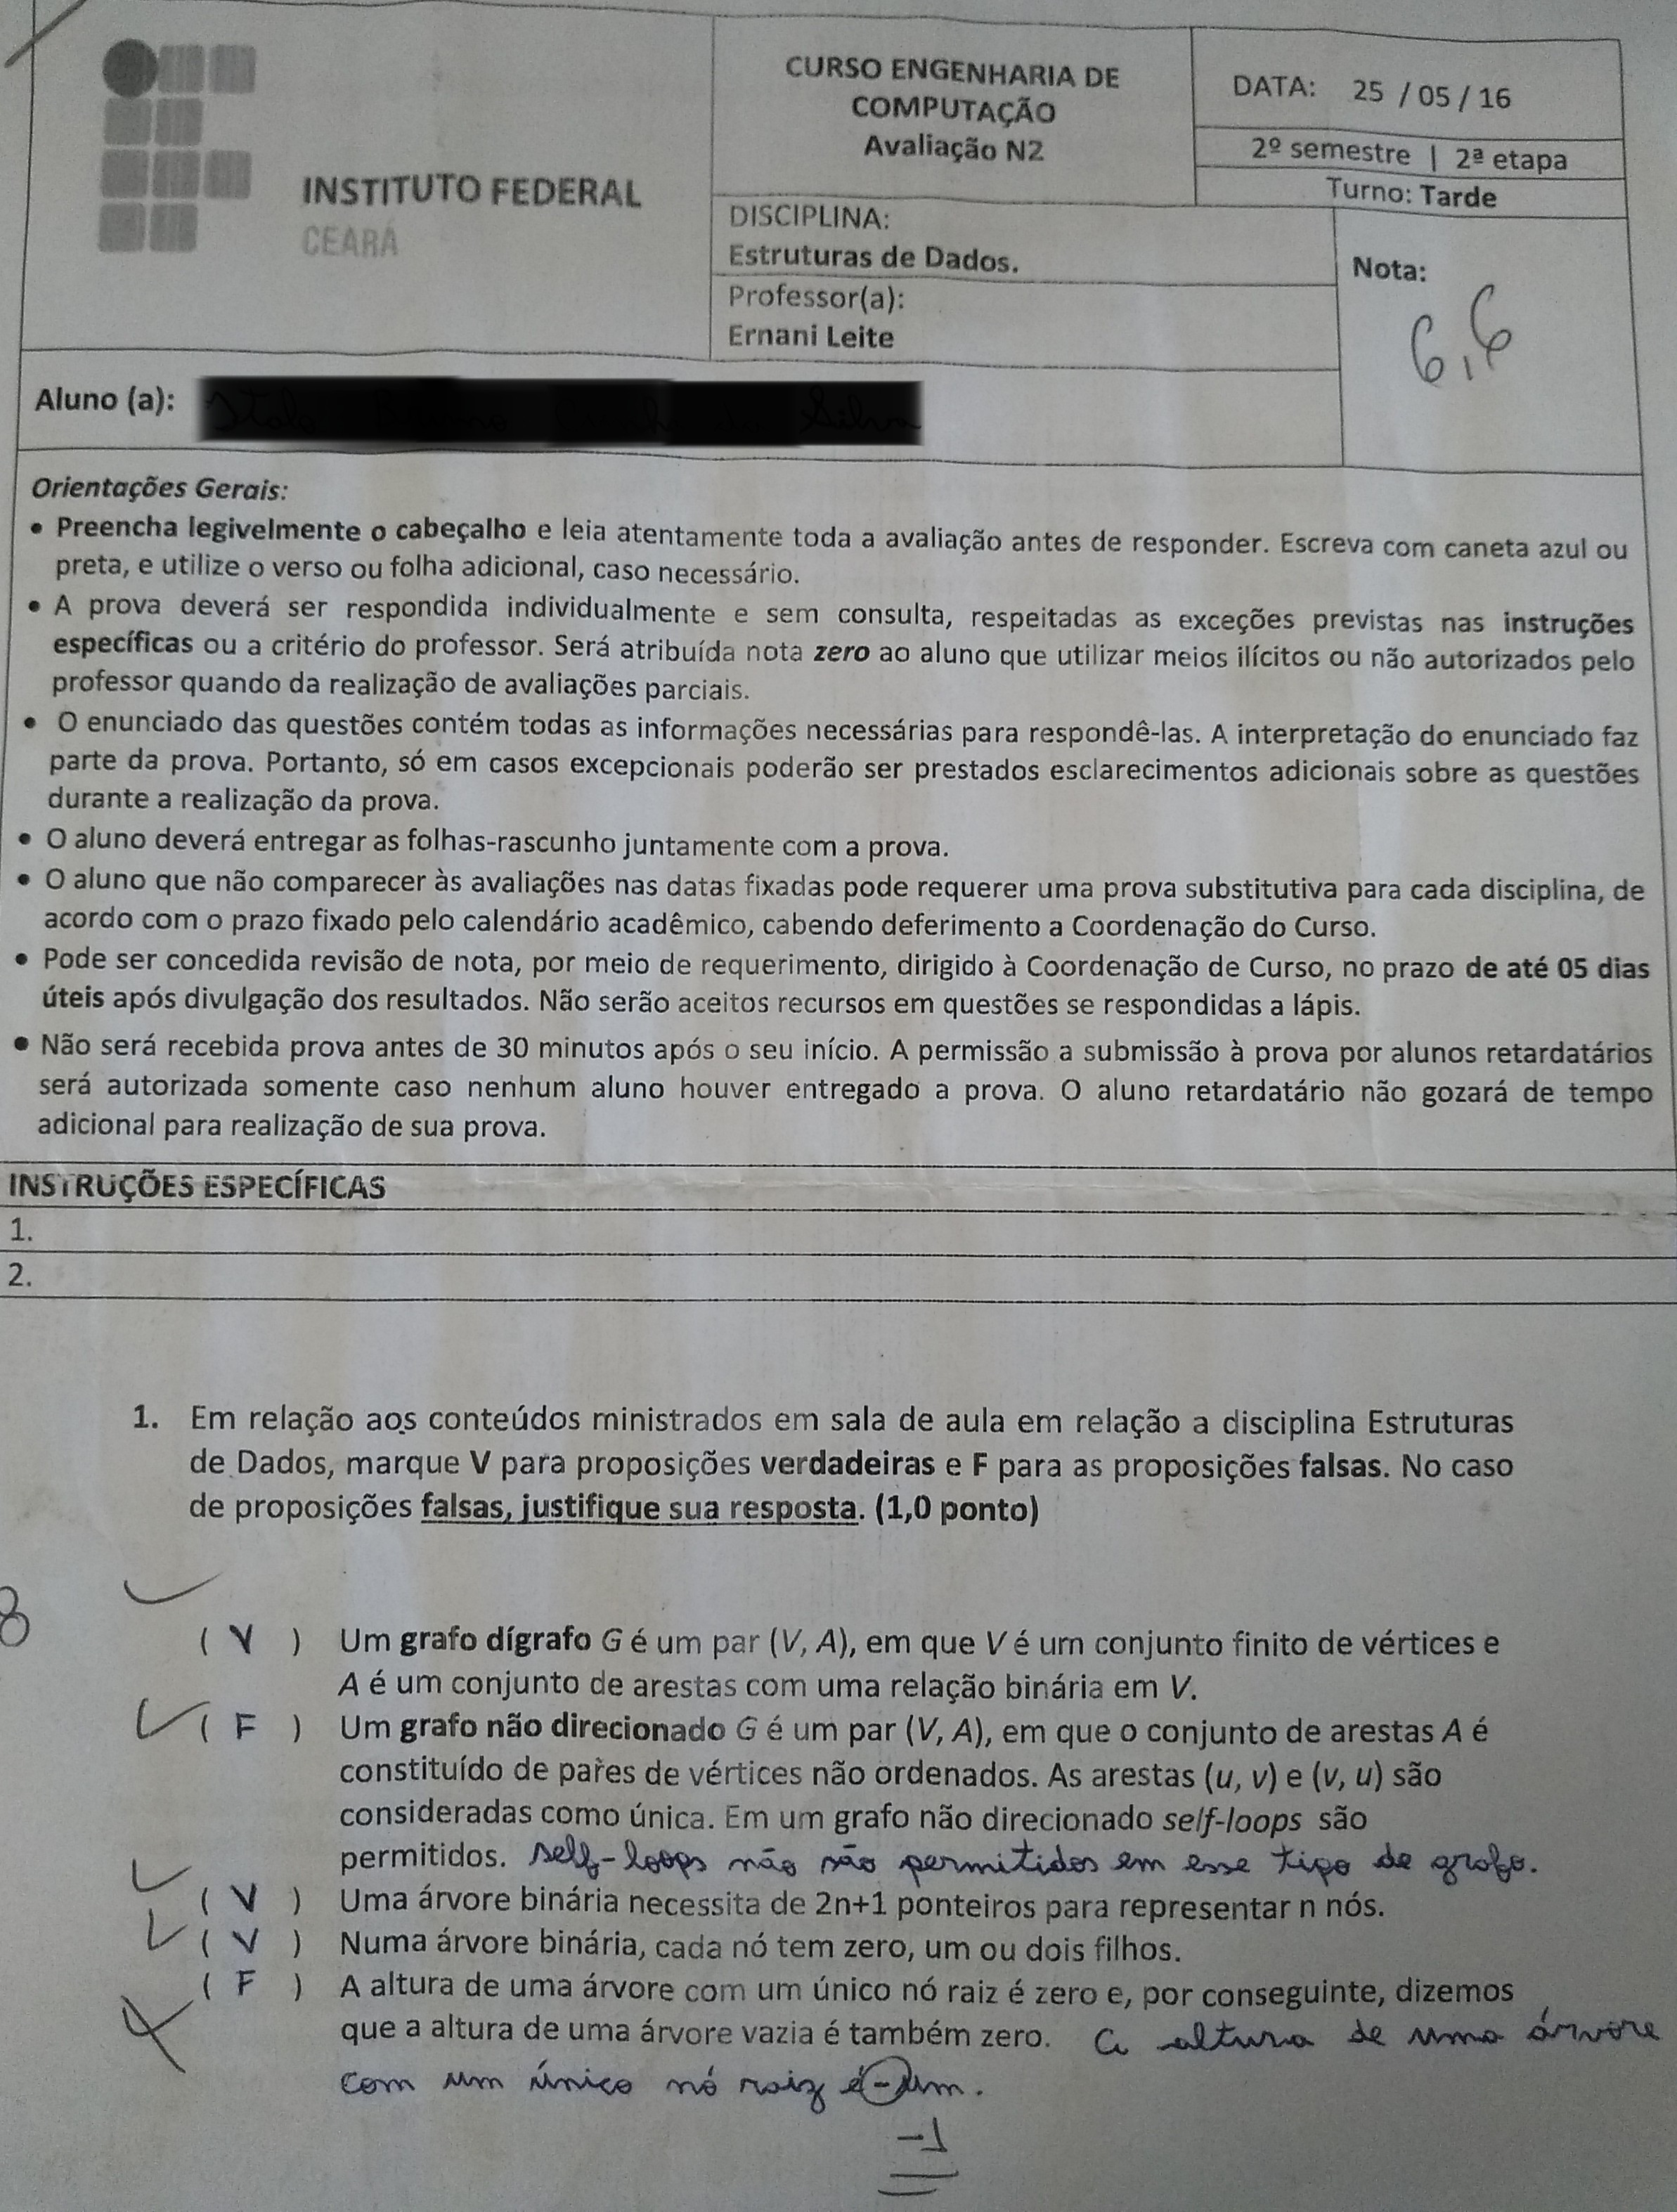 INSTITUTO FEDERAL
CEARÁ
CURSO ENGENHARIA DE
COMPUTAÇÃO
Avaliação N2
DATA: 25 / 05 / 16
2º semestre | 2ª etapa
Turno: Tarde
DISCIPLINA:
Estruturas de Dados.
Professor(a):
Ernani Leite
Nota:
6,6
Aluno (a):
Orientações Gerais:
• Preencha legivelmente o cabeçalho e leia atentamente toda a avaliação antes de responder. Escreva com caneta azul ou
preta, e utilize o verso ou folha adicional, caso necessário.
• A prova deverá ser respondida individualmente e sem consulta, respeitadas as exceções previstas nas instruções
específicas ou a critério do professor. Será atribuída nota zero ao aluno que utilizar meios ilícitos ou não autorizados pelo
professor quando da realização de avaliações parciais.
• O enunciado das questões contém todas as informações necessárias para respondê-las. A interpretação do enunciado faz
parte da prova. Portanto, só em casos excepcionais poderão ser prestados esclarecimentos adicionais sobre as questões
durante a realização da prova.
• O aluno deverá entregar as folhas-rascunho juntamente com a prova.
• O aluno que não comparecer às avaliações nas datas fixadas pode requerer uma prova substitutiva para cada disciplina, de
acordo com o prazo fixado pelo calendário acadêmico, cabendo deferimento a Coordenação do Curso.
• Pode ser concedida revisão de nota, por meio de requerimento, dirigido à Coordenação de Curso, no prazo de até 05 dias
úteis após divulgação dos resultados. Não serão aceitos recursos em questões se respondidas a lápis.
• Não será recebida prova antes de 30 minutos após o seu início. A permissão a submissão à prova por alunos retardatários
será autorizada somente caso nenhum aluno houver entregado a prova. O aluno retardatário não gozará de tempo
adicional para realização de sua prova.
INSTRUÇÕES ESPECÍFICAS
1.
2.
1. Em relação aos conteúdos ministrados em sala de aula em relação a disciplina Estruturas
de Dados, marque V para proposições verdadeiras e F para as proposições falsas. No caso
de proposições falsas, justifique sua resposta. (1,0 ponto)
8
( V ) Um grafo dígrafo G é um par (V, A), em que V é um conjunto finito de vértices e
A é um conjunto de arestas com uma relação binária em V.
( F ) Um grafo não direcionado G é um par (V, A), em que o conjunto de arestas A é
constituído de pares de vértices não ordenados. As arestas (u, v) e (v, u) são
consideradas como única. Em um grafo não direcionado self-loops são
permitidos. self-loops não são permitidos em esse tipo de grafo.
( V ) Uma árvore binária necessita de 2n+1 ponteiros para representar n nós.
( V ) Numa árvore binária, cada nó tem zero, um ou dois filhos.
( F ) A altura de uma árvore com um único nó raiz é zero e, por conseguinte, dizemos
que a altura de uma árvore vazia é também zero. A altura de uma árvore
com um único nó raiz é -um.
-1